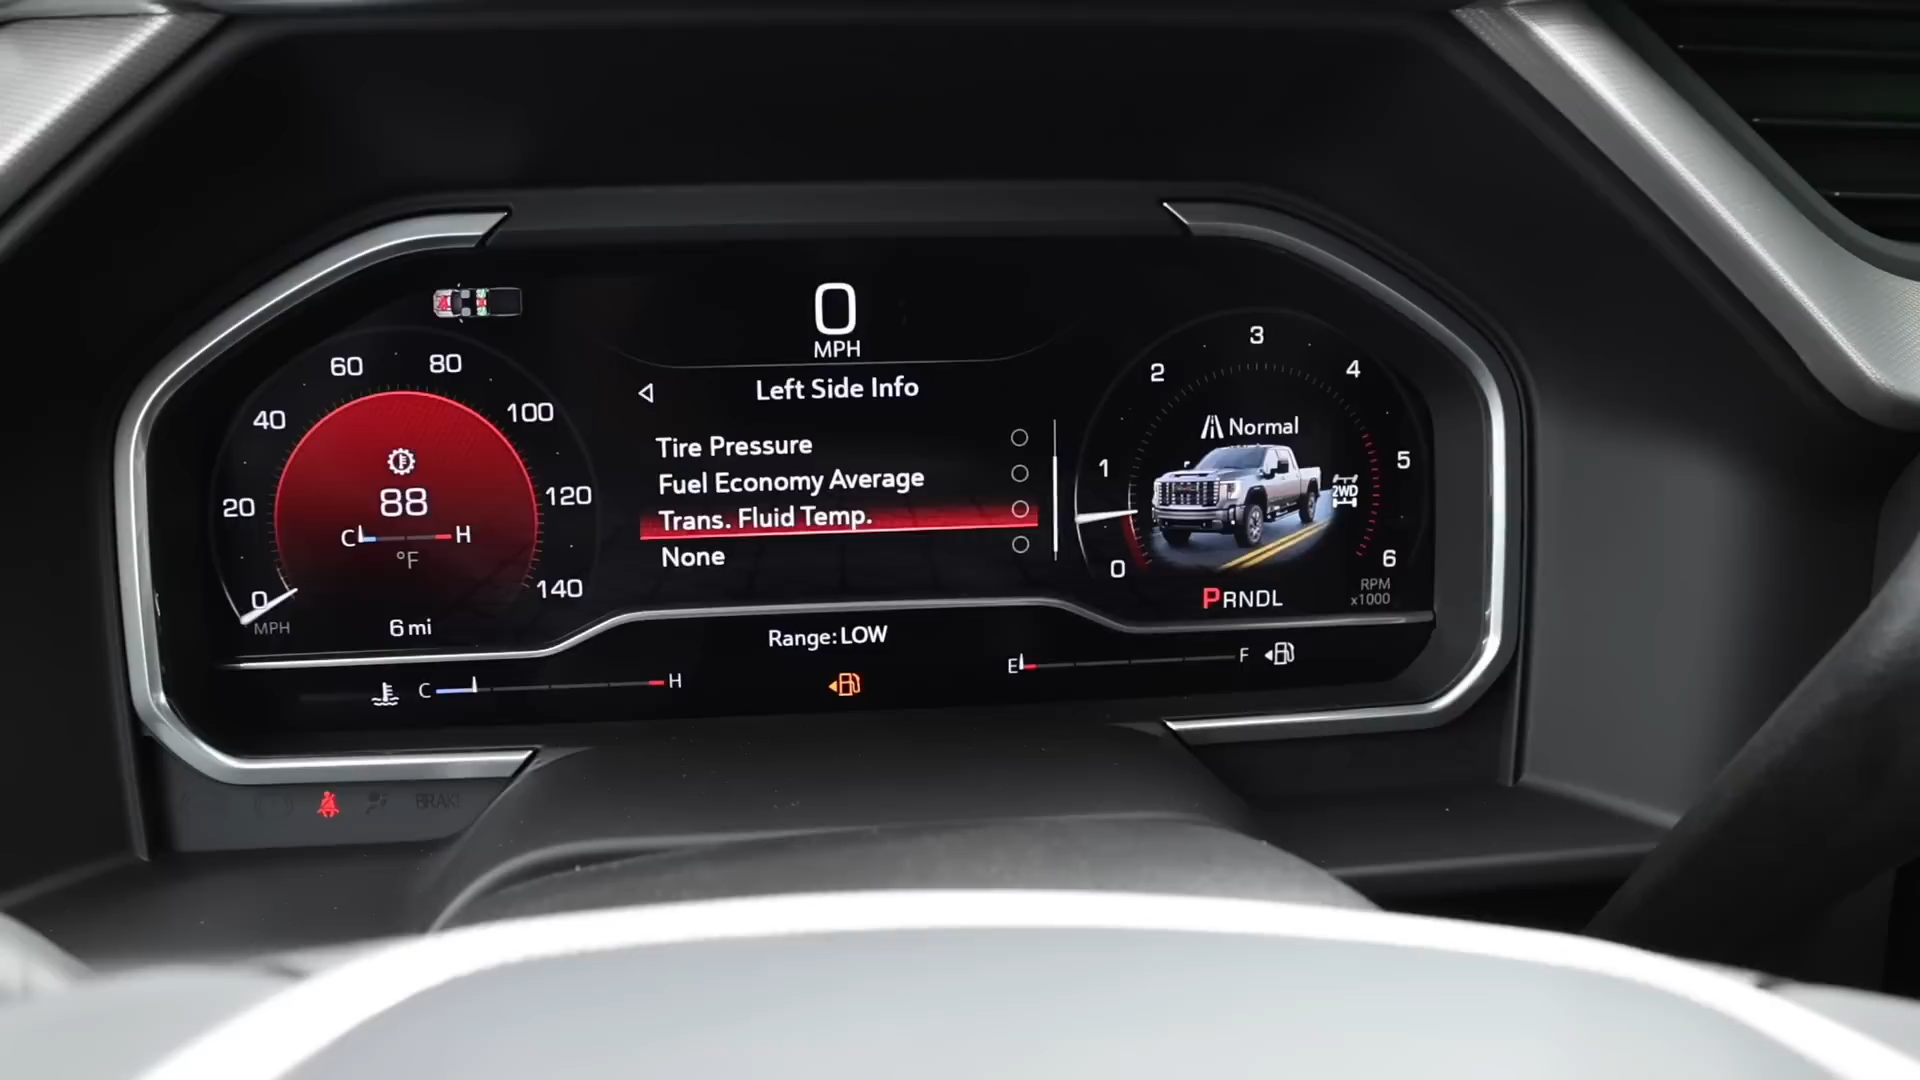 0
MPH
Left Side Info
Tire Pressure
Fuel Economy Average
Trans. Fluid Temp.
None
0
20
40
60
80
100
120
140
MPH
88
C H
°F
6 mi
0
1
2
3
4
5
6
RPM
x1000
Normal
2WD
PRNDL
Range: LOW
C H
E F
BRAKE